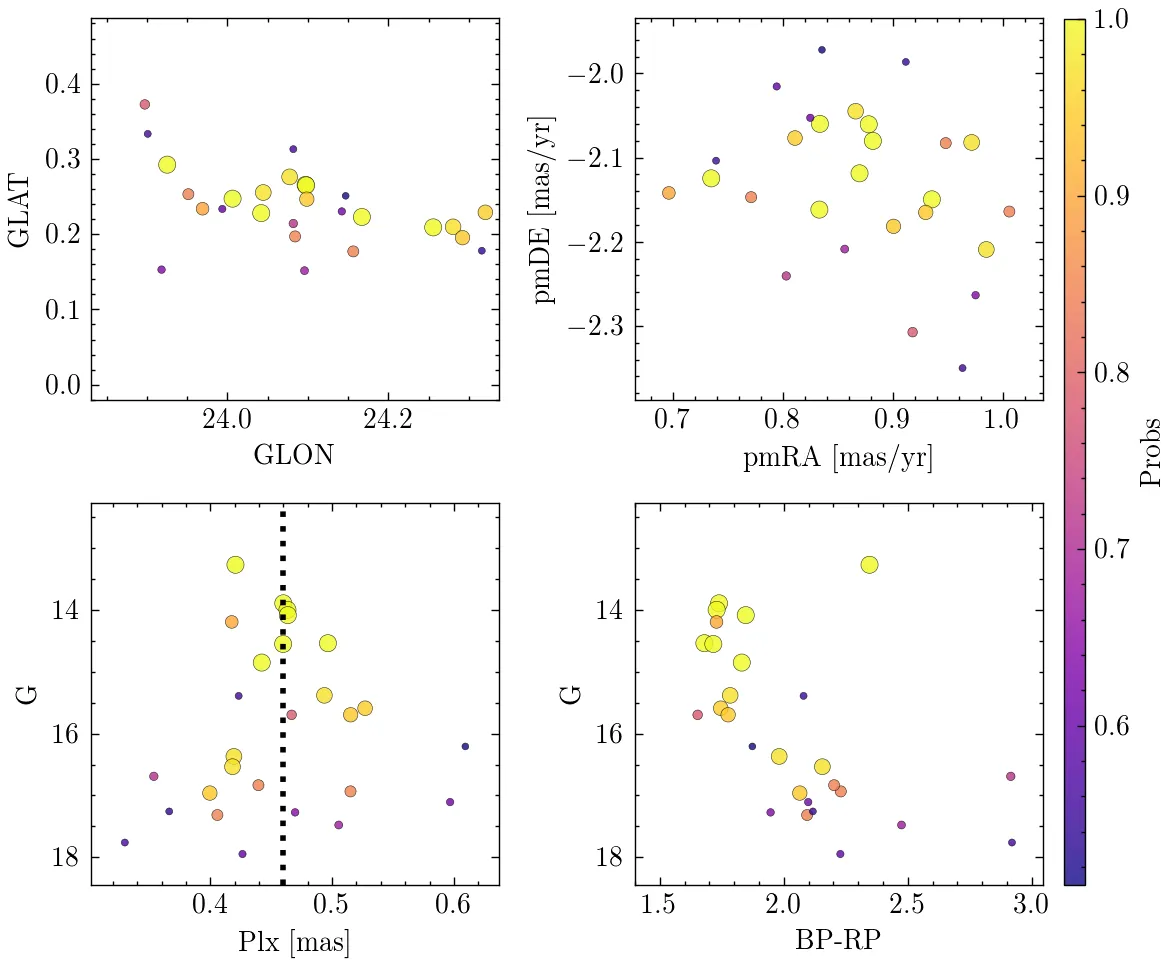 0.4
0.3
0.2
0.1
0.0
GLAT
24.0 24.2
GLON
−2.0
−2.1
−2.2
−2.3
pmDE [mas/yr]
0.7 0.8 0.9 1.0
pmRA [mas/yr]
14
16
18
G
0.4 0.5 0.6
Plx [mas]
14
16
18
G
1.5 2.0 2.5 3.0
BP-RP
1.0
0.9
0.8
0.7
0.6
Probs